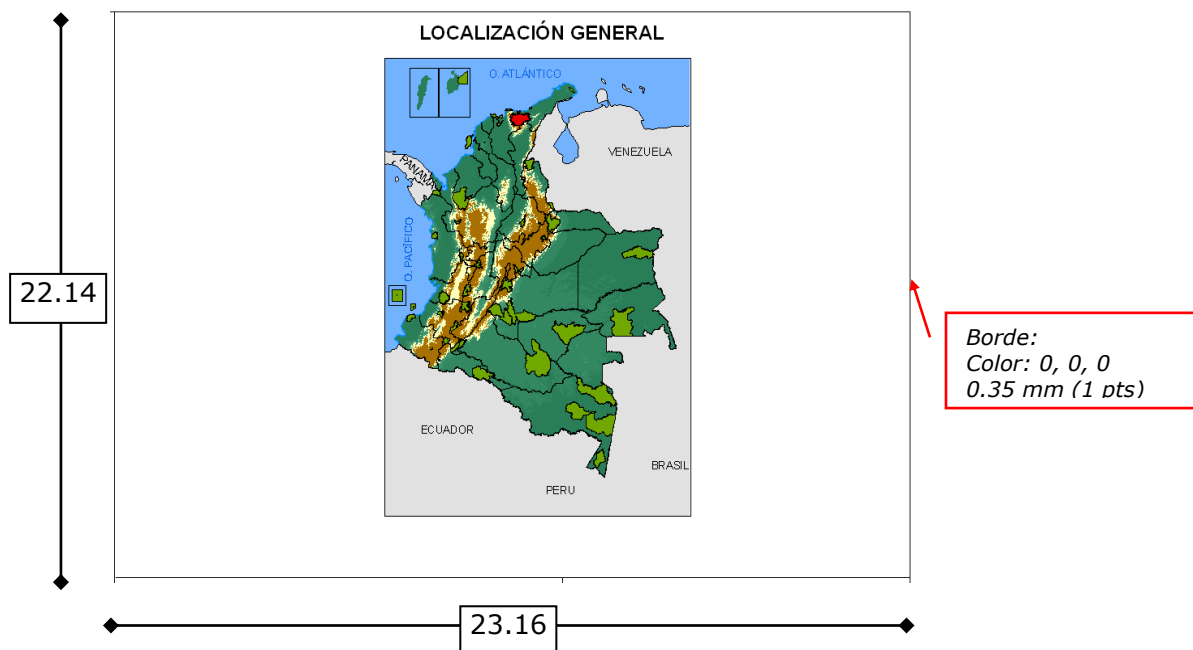 LOCALIZACIÓN GENERAL
O. ATLÁNTICO
VENEZUELA
PANAMÁ
O. PACÍFICO
22.14
Borde:
Color: 0, 0, 0
0.35 mm (1 pts)
ECUADOR
BRASIL
PERU
23.16